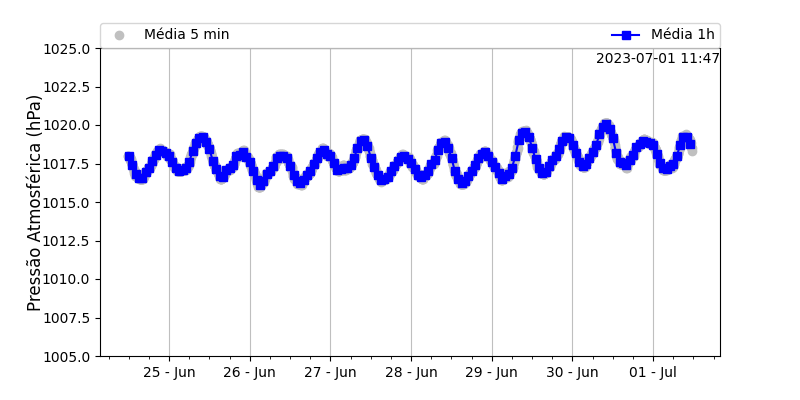 Média 5 min
Média 1h
2023-07-01 11:47
Pressão Atmosférica (hPa)
1025.0
1022.5
1020.0
1017.5
1015.0
1012.5
1010.0
1007.5
1005.0
25 - Jun
26 - Jun
27 - Jun
28 - Jun
29 - Jun
30 - Jun
01 - Jul